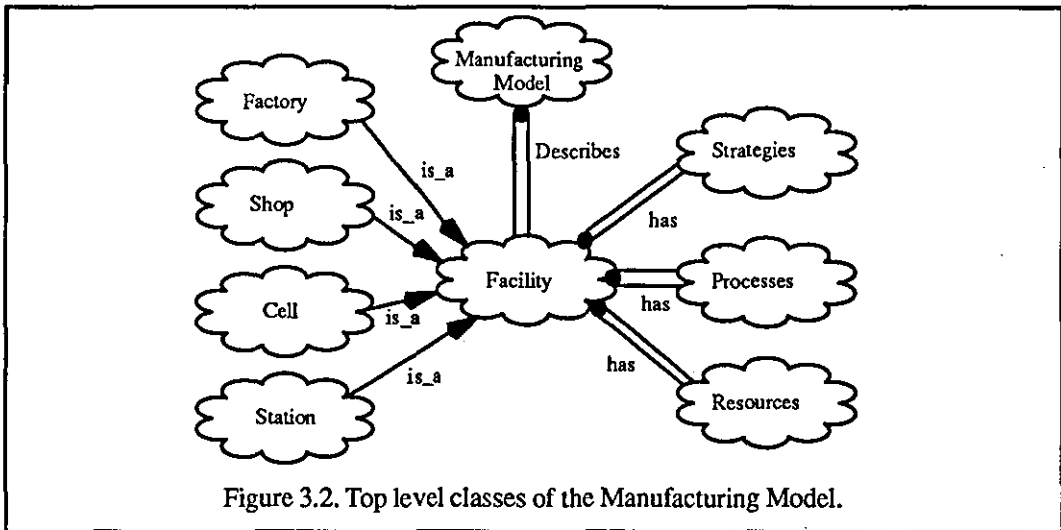 Manufacturing
Model
Factory
Describes
Strategies
is_a
Shop
is_a
has
Facility
Processes
Cell
is_a
has
is_a
has
Station
Resources
Figure 3.2. Top level classes of the Manufacturing Model.